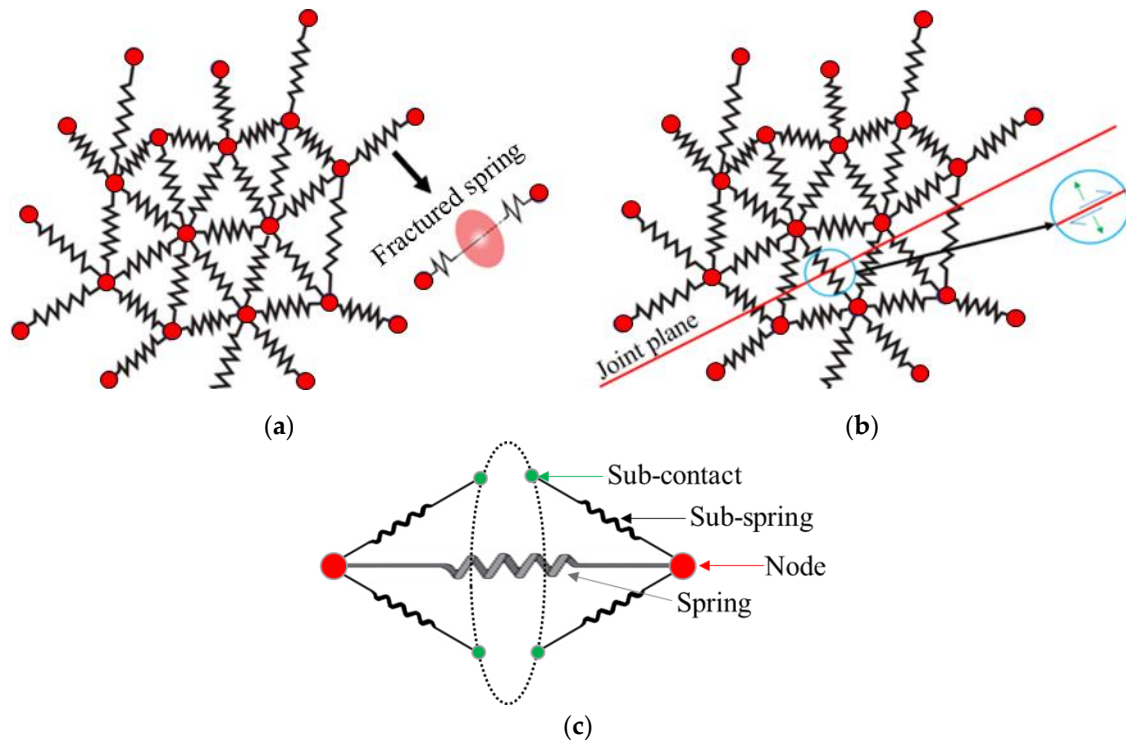 Fractured spring
Joint plane
(a)
(b)
Sub-contact
Sub-spring
Node
Spring
(c)